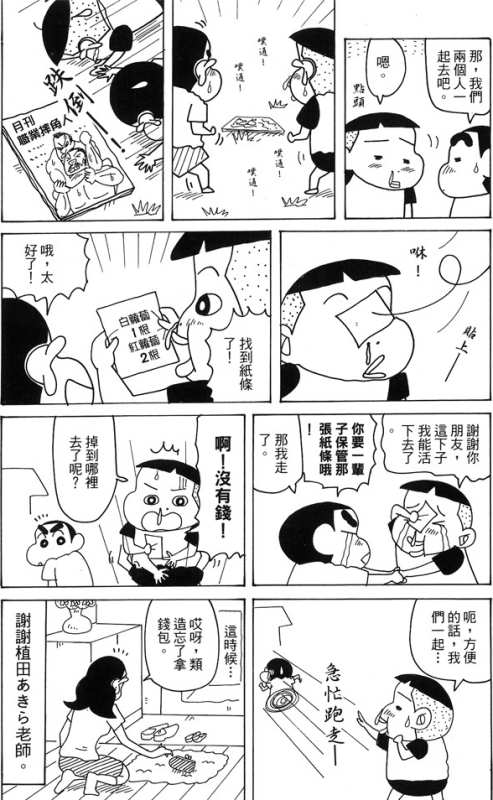 那，我們
兩個人一
起去吧。
嗯。
點頭
噗通！
噗通！
噗通！
噗通！
跌倒——
月刊
職業摔角
咻！
貼上—
找到紙條
了！
白蘿蔔
1根
紅蘿蔔
2根
哦，太
好了！
謝謝你
朋友，
這下子
我能活
下去了
。
你要一輩
子保管那
張紙條哦
！
那我走
了。
啊！沒有錢！
掉到哪裡
去了呢？
呃，方便
的話，我
們一起…
急忙跑走—
這時候…
哎呀，類
造忘了拿
錢包。
謝謝植田あきら老師。